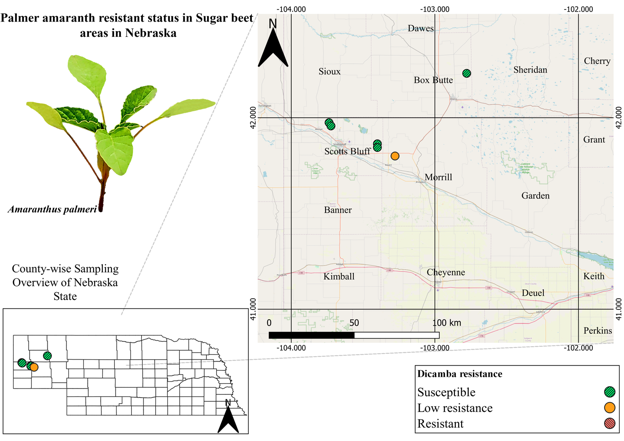 Palmer amaranth resistant status in Sugar beet
areas in Nebraska
Amaranthus palmeri
County-wise Sampling
Overview of Nebraska
State
N
-104.000
-103.000
-102.000
N
Dawes
Sioux
Box Butte
Sheridan
Cherry
42.000
42.000
Grant
Scotts Bluff
Morrill
Garden
Banner
Kimball
Cheyenne
Keith
Deuel
41.000
41.000
Perkins
0
50
100 km
-104.000
-103.000
-102.000
Dicamba resistance
Susceptible
Low resistance
Resistant